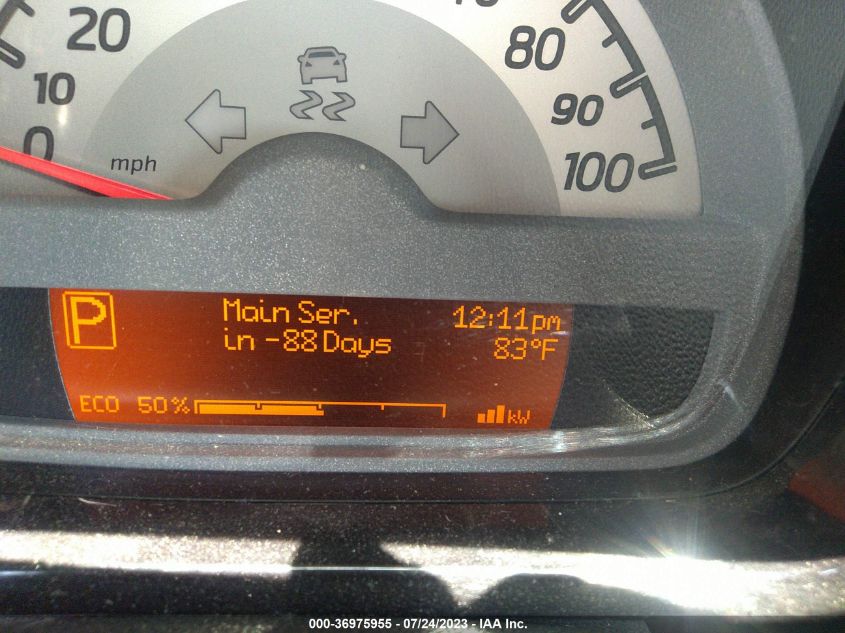 20
80
10
90
0
mph
100
P
Main Ser.
12:11pm
in -88 Days
83°F
ECO 50%
kW
000-36975955 - 07/24/2023 - IAA Inc.